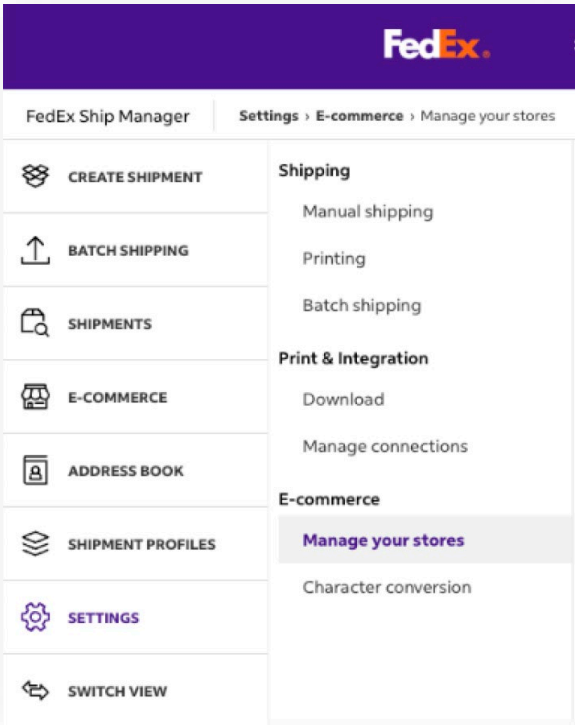 FedEx.
FedEx Ship Manager
Settings › E-commerce › Manage your stores
CREATE SHIPMENT
BATCH SHIPPING
SHIPMENTS
E-COMMERCE
ADDRESS BOOK
SHIPMENT PROFILES
SETTINGS
SWITCH VIEW
Shipping
Manual shipping
Printing
Batch shipping
Print & Integration
Download
Manage connections
E-commerce
Manage your stores
Character conversion